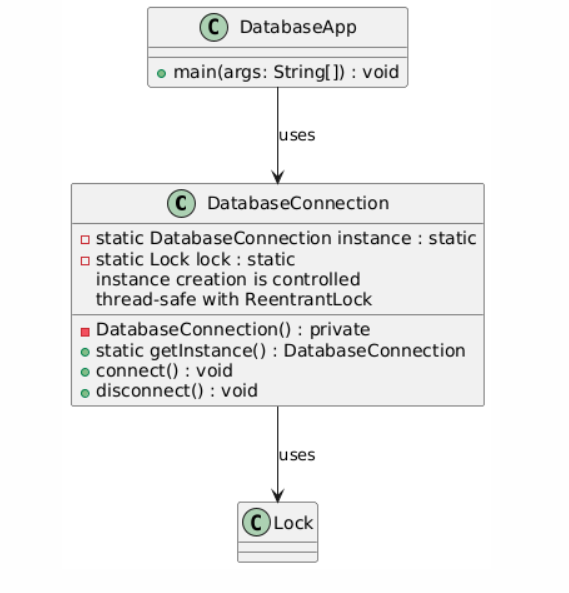 C DatabaseApp
main(args: String[]) : void
uses
C DatabaseConnection
static DatabaseConnection instance : static
static Lock lock : static
instance creation is controlled
thread-safe with ReentrantLock
DatabaseConnection() : private
static getInstance() : DatabaseConnection
connect() : void
disconnect() : void
uses
C Lock